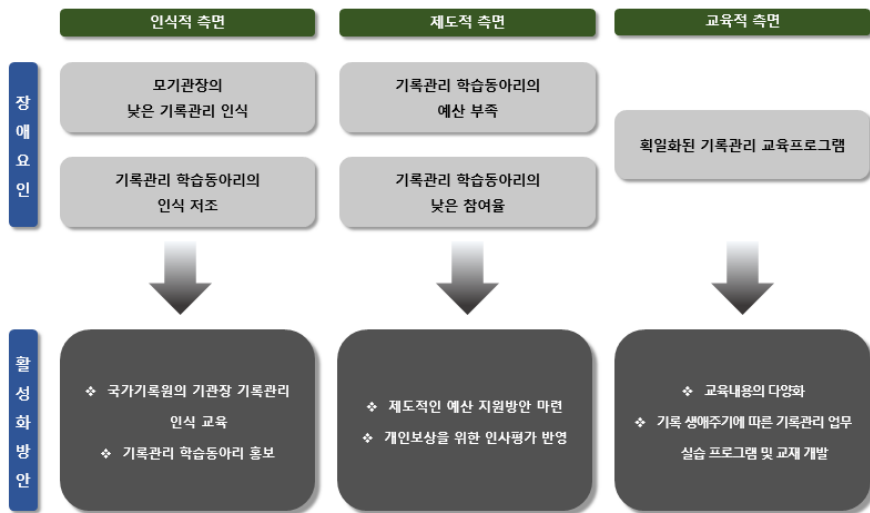 인식적 측면
제도적 측면
교육적 측면
장애요인
모기관장의
낮은 기록관리 인식
기록관리 학습동아리의
예산 부족
획일화된 기록관리 교육프로그램
기록관리 학습동아리의
인식 저조
기록관리 학습동아리의
낮은 참여율
활성화방안
❖ 국가기록원의 기관장 기록관리
인식 교육
❖ 기록관리 학습동아리 홍보
❖ 제도적인 예산 지원방안 마련
❖ 개인보상을 위한 인사평가 반영
❖ 교육내용의 다양화
❖ 기록 생애주기에 따른 기록관리 업무
실습 프로그램 및 교재 개발